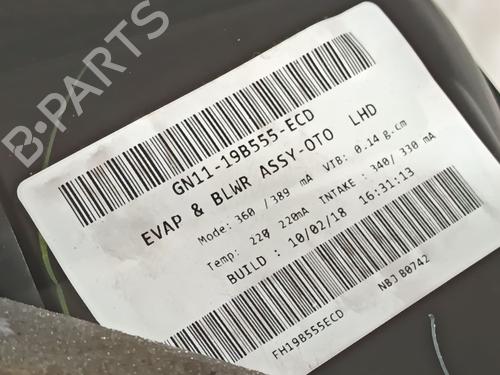 B-PARTS
GN11-19B555-ECD
EVAP & BLWR ASSY-OTO LHD
Mode: 360 / 389 mA VIB: 0.14 g.cm
Temp: 220 220mA INTAKE : 340/ 330 mA
BUILD : 10/02/18 16:31:13
FH19B555ECD
NBJ 80742